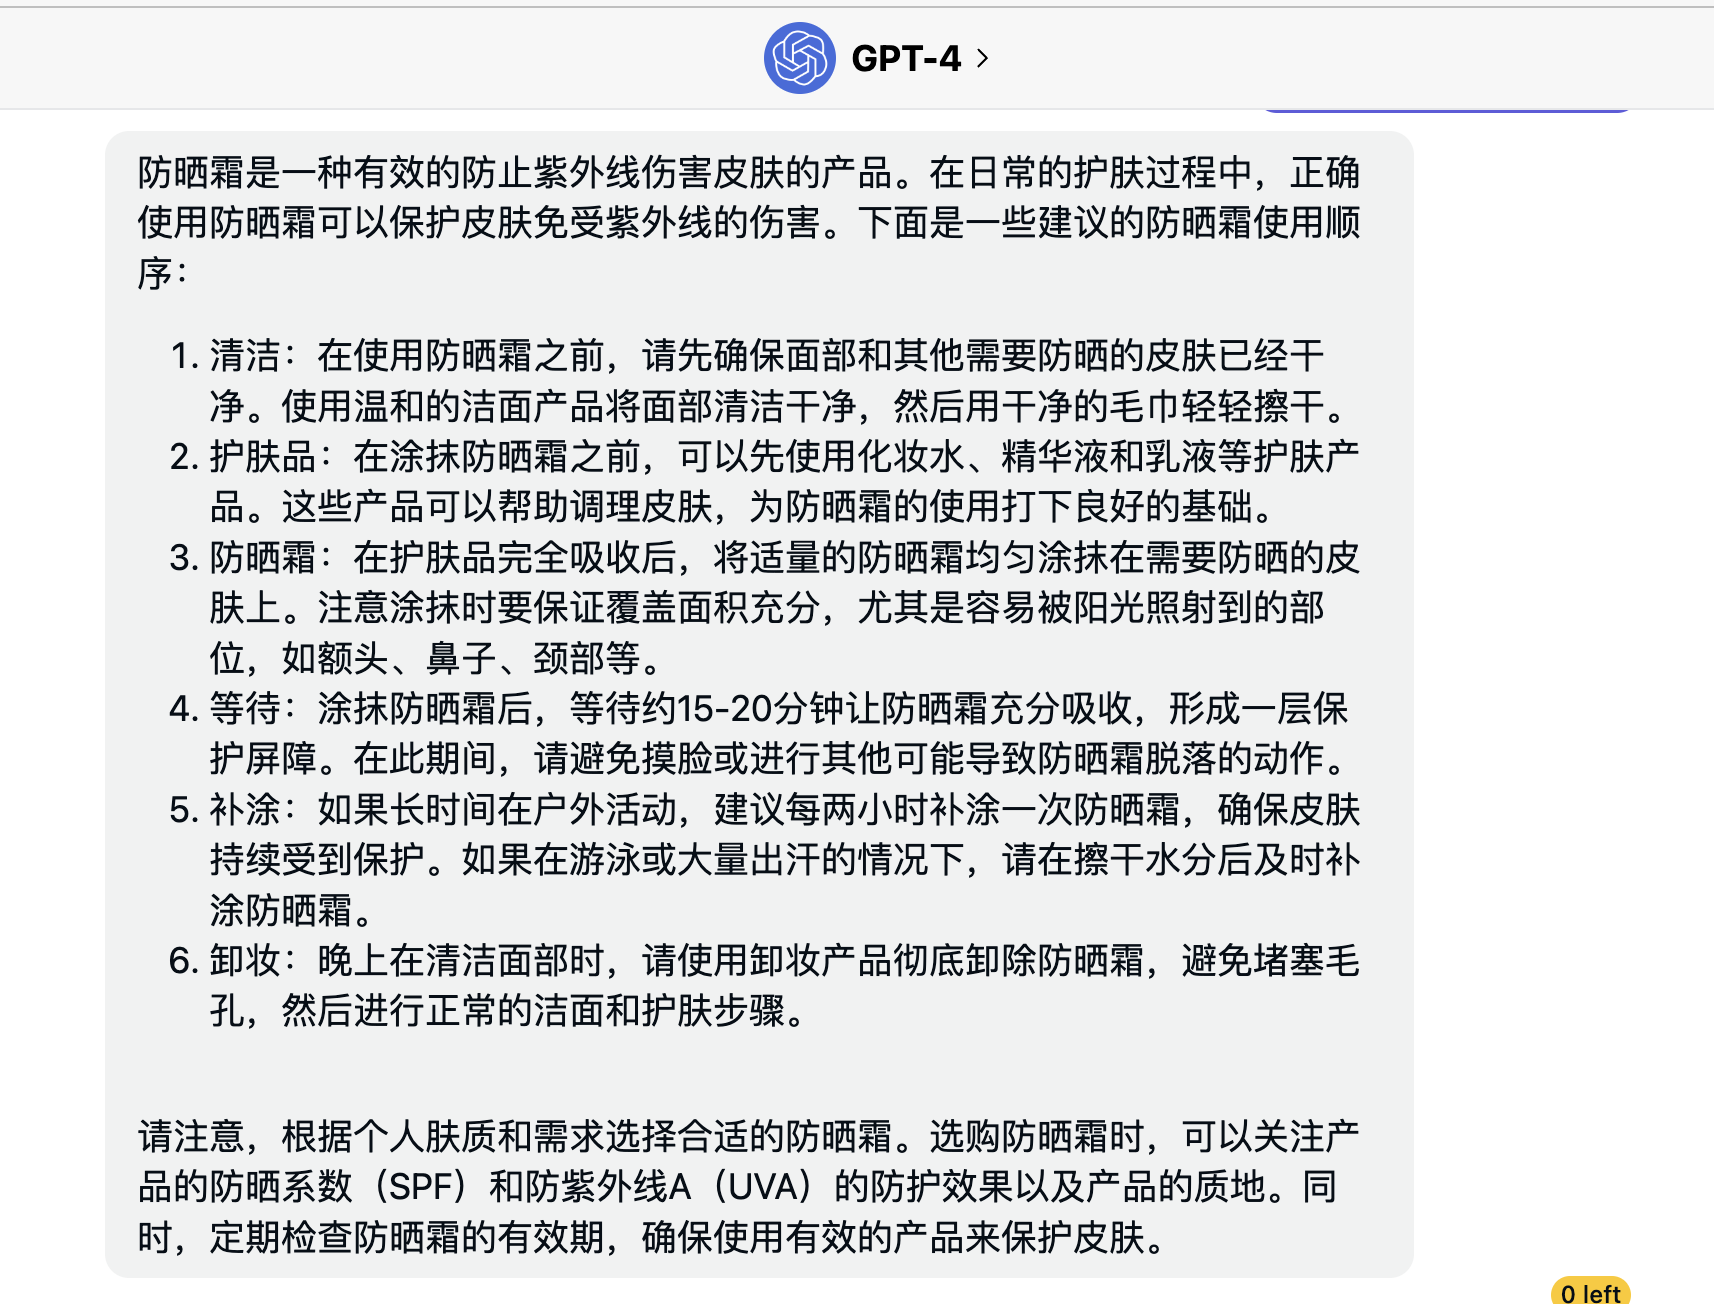 GPT-4 >
防晒霜是一种有效的防止紫外线伤害皮肤的产品。在日常的护肤过程中，正确
使用防晒霜可以保护皮肤免受紫外线的伤害。下面是一些建议的防晒霜使用顺
序：
1. 清洁：在使用防晒霜之前，请先确保面部和其他需要防晒的皮肤已经干
净。使用温和的洁面产品将面部清洁干净，然后用干净的毛巾轻轻擦干。
2. 护肤品：在涂抹防晒霜之前，可以先使用化妆水、精华液和乳液等护肤产
品。这些产品可以帮助调理皮肤，为防晒霜的使用打下良好的基础。
3. 防晒霜：在护肤品完全吸收后，将适量的防晒霜均匀涂抹在需要防晒的皮
肤上。注意涂抹时要保证覆盖面积充分，尤其是容易被阳光照射到的部
位，如额头、鼻子、颈部等。
4. 等待：涂抹防晒霜后，等待约15-20分钟让防晒霜充分吸收，形成一层保
护屏障。在此期间，请避免摸脸或进行其他可能导致防晒霜脱落的动作。
5. 补涂：如果长时间在户外活动，建议每两小时补涂一次防晒霜，确保皮肤
持续受到保护。如果在游泳或大量出汗的情况下，请在擦干水分后及时补
涂防晒霜。
6. 卸妆：晚上在清洁面部时，请使用卸妆产品彻底卸除防晒霜，避免堵塞毛
孔，然后进行正常的洁面和护肤步骤。
请注意，根据个人肤质和需求选择合适的防晒霜。选购防晒霜时，可以关注产
品的防晒系数（SPF）和防紫外线A（UVA）的防护效果以及产品的质地。同
时，定期检查防晒霜的有效期，确保使用有效的产品来保护皮肤。
0 left